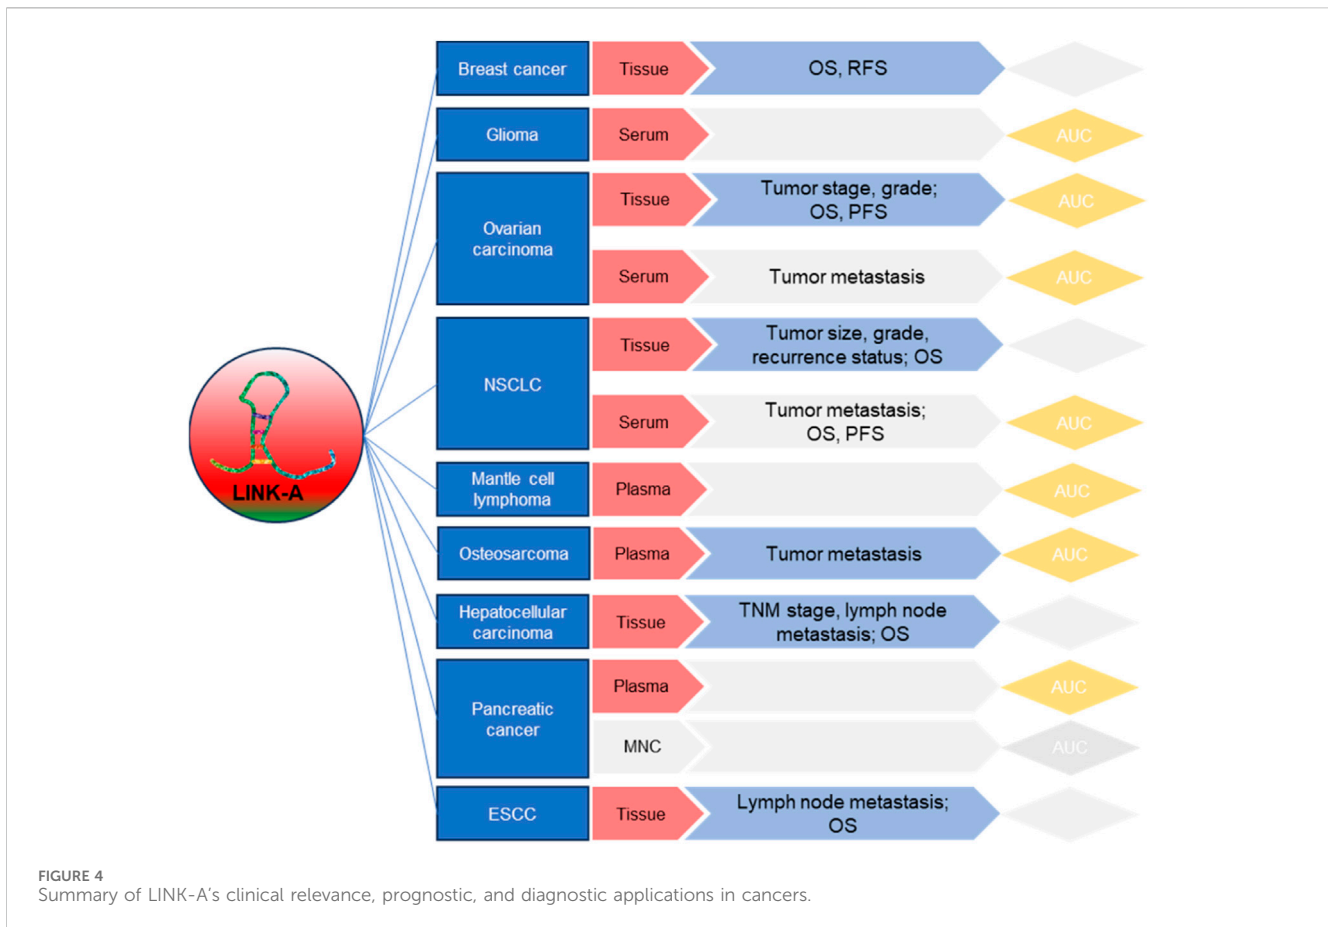 Breast cancer
Tissue
OS, RFS
Glioma
Serum
AUC
Ovarian
carcinoma
Tissue
Tumor stage, grade;
OS, PFS
AUC
Serum
Tumor metastasis
AUC
NSCLC
Tissue
Tumor size, grade,
recurrence status; OS
Serum
Tumor metastasis;
OS, PFS
AUC
LINK-A
Mantle cell
lymphoma
Plasma
AUC
Osteosarcoma
Plasma
Tumor metastasis
AUC
Hepatocellular
carcinoma
Tissue
TNM stage, lymph node
metastasis; OS
Pancreatic
cancer
Plasma
AUC
MNC
AUC
ESCC
Tissue
Lymph node metastasis;
OS
FIGURE 4
Summary of LINK-A's clinical relevance, prognostic, and diagnostic applications in cancers.